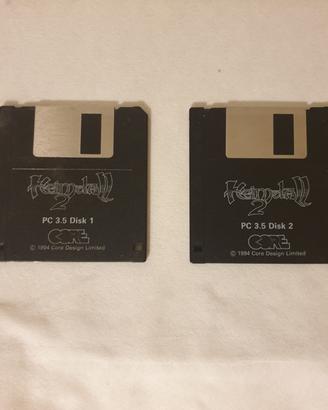 Heimdall
2
PC 3.5 Disk 1
CORE
© 1994 Core Design Limited
Heimdall
2
PC 3.5 Disk 2
CORE
© 1994 Core Design Limited